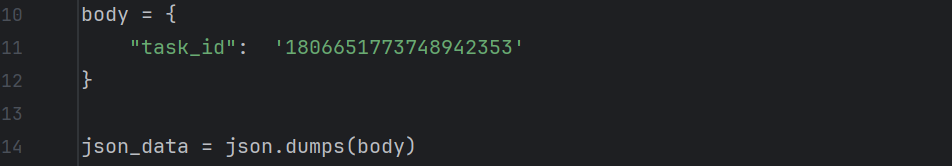 10 body = {
11     "task_id":  '1806651773748942353'
12 }
13
14 json_data = json.dumps(body)